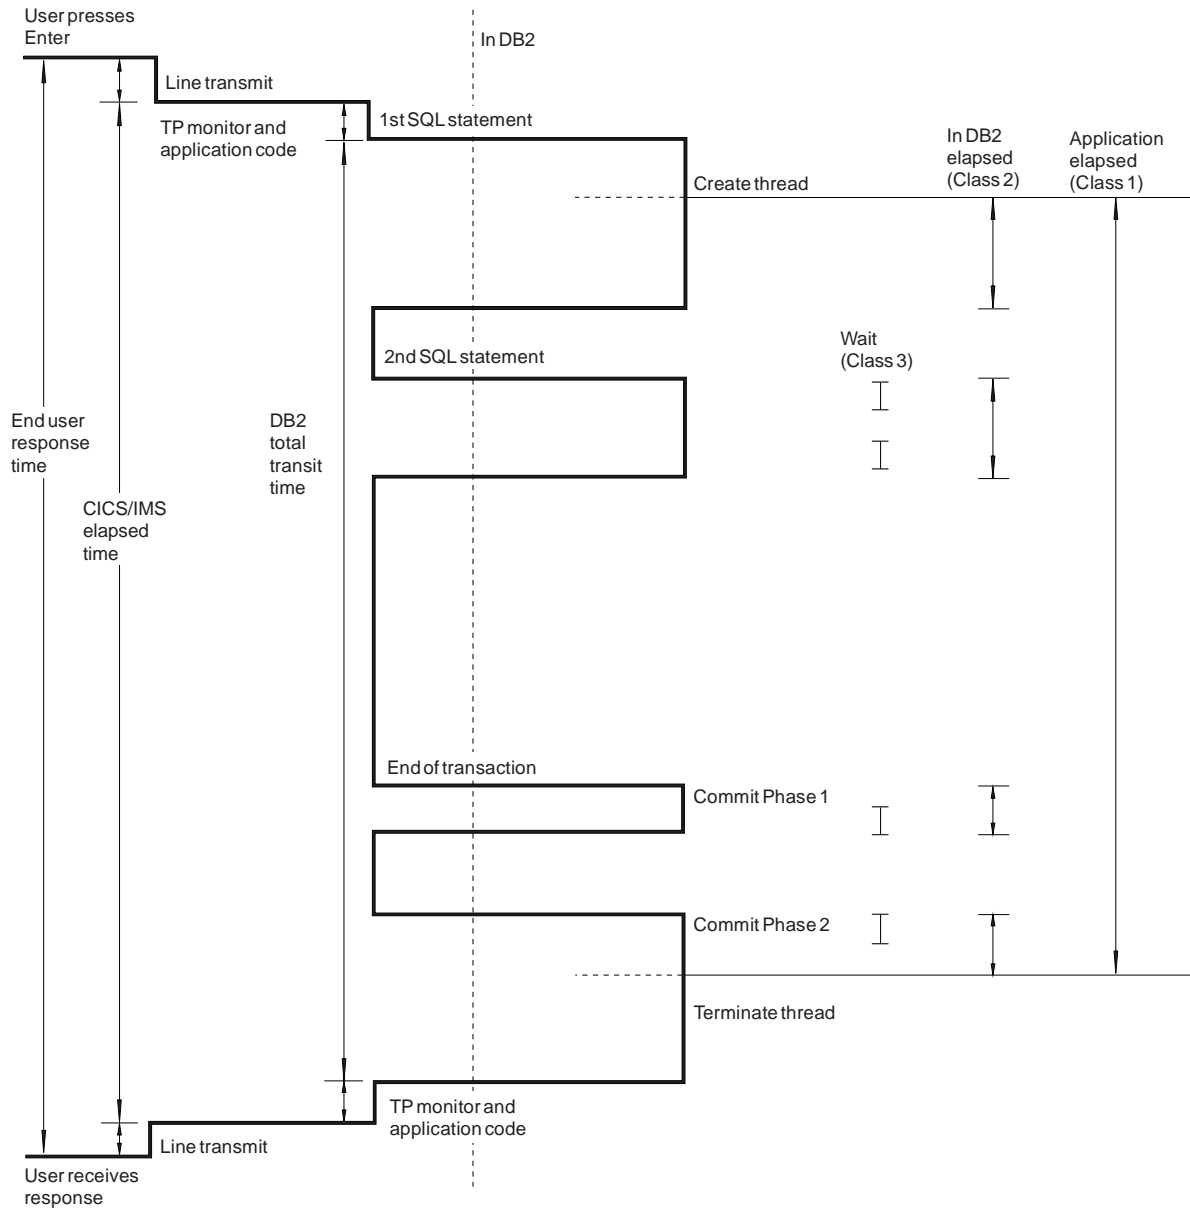 User presses
Enter
In DB2
Line transmit
1st SQL statement
TP monitor and
application code
In DB2
elapsed
(Class 2)
Application
elapsed
(Class 1)
Create thread
2nd SQL statement
Wait
(Class 3)
End user
response
time
DB2
total
transit
time
CICS/IMS
elapsed
time
End of transaction
Commit Phase 1
Commit Phase 2
Terminate thread
TP monitor and
application code
Line transmit
User receives
response